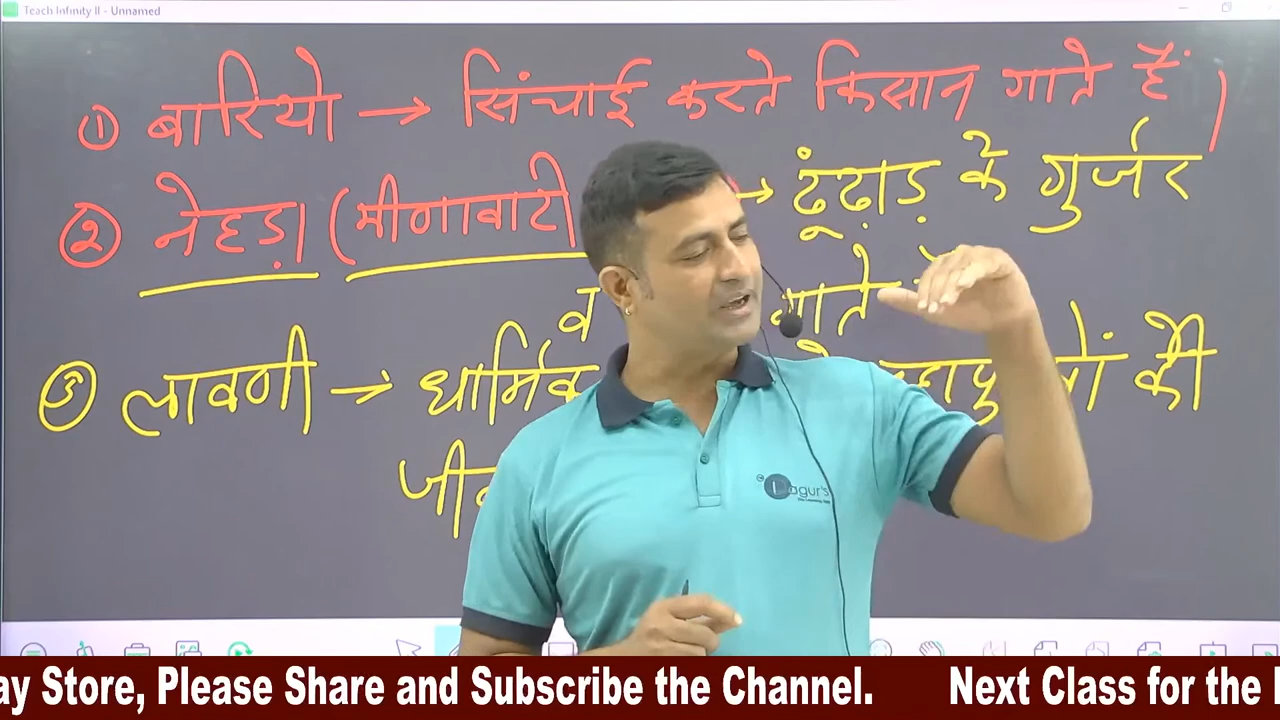 Teach Infinity II - Unnamed
① बारियो → सिंचाई करते किसान गाते हैं।
② नेहड़ा (मीणावाटी → ढूंढाड़ के गुर्जर
व गाते
③ लावणी → धार्मिक की
agur's
ay Store, Please Share and Subscribe the Channel. Next Class for the